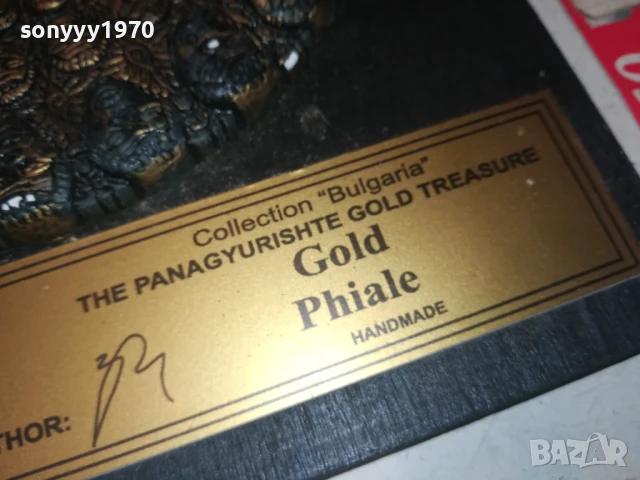 sonyyy1970
Collection "Bulgaria"
THE PANAGYURISHTE GOLD TREASURE
Gold
Phiale
HANDMADE
THOR:
BAZAR